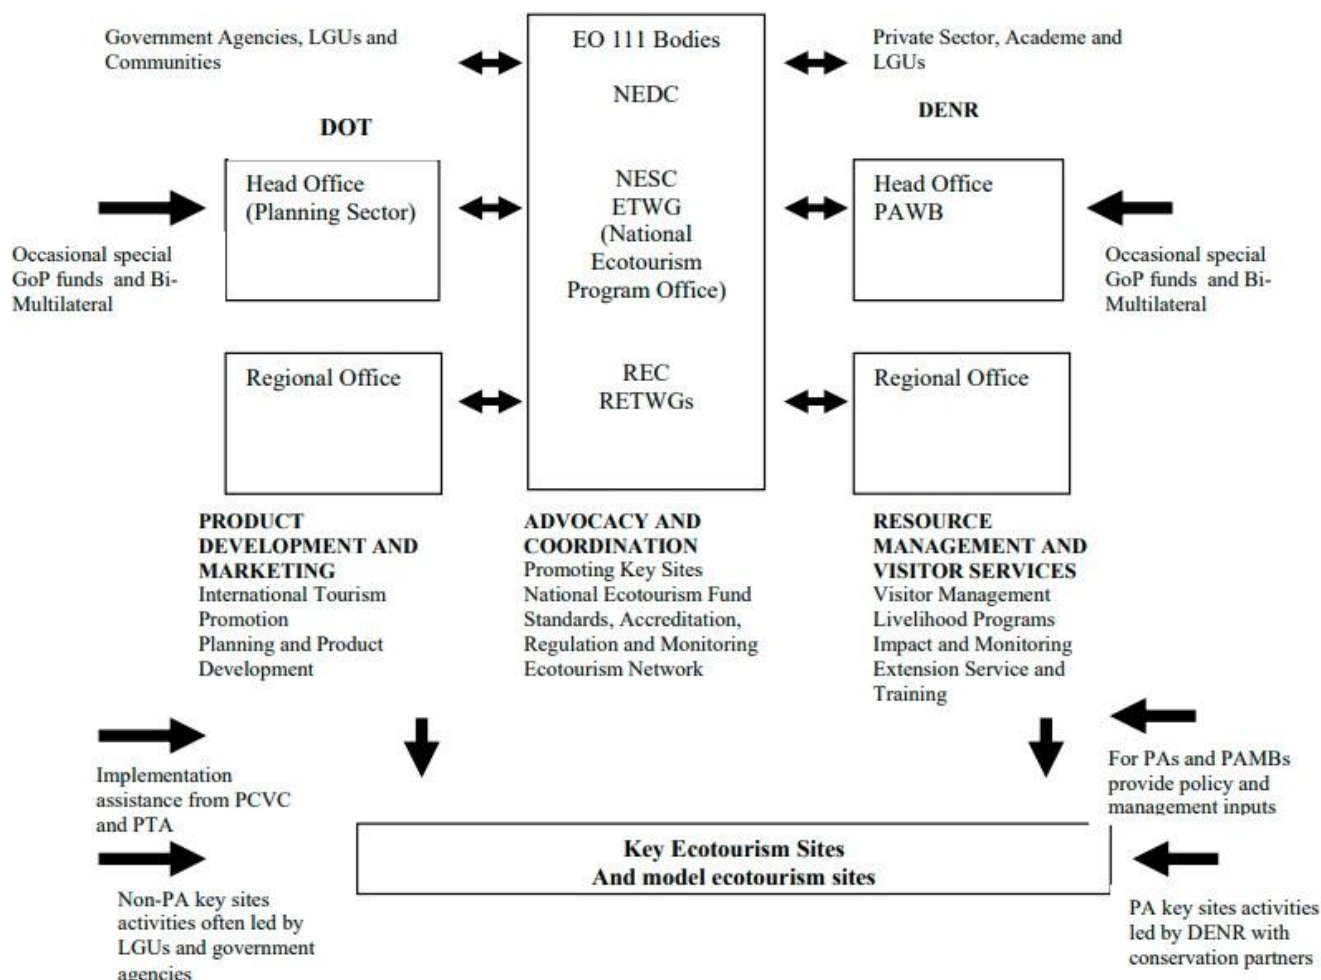 Government Agencies, LGUs and
Communities
EO 111 Bodies
NEDC
Private Sector, Academe and
LGUs
DOT
DENR
Head Office
(Planning Sector)
NESC
ETWG
(National
Ecotourism
Program Office)
Head Office
PAWB
Occasional special
GoP funds and Bi-
Multilateral
Occasional special
GoP funds and Bi-
Multilateral
Regional Office
REC
RETWGs
Regional Office
PRODUCT
DEVELOPMENT AND
MARKETING
International Tourism
Promotion
Planning and Product
Development
ADVOCACY AND
COORDINATION
Promoting Key Sites
National Ecotourism Fund
Standards, Accreditation,
Regulation and Monitoring
Ecotourism Network
RESOURCE
MANAGEMENT AND
VISITOR SERVICES
Visitor Management
Livelihood Programs
Impact and Monitoring
Extension Service and
Training
Implementation
assistance from PCVC
and PTA
For PAs and PAMBs
provide policy and
management inputs
Key Ecotourism Sites
And model ecotourism sites
Non-PA key sites
activities often led by
LGUs and government
agencies
PA key sites activities
led by DENR with
conservation partners